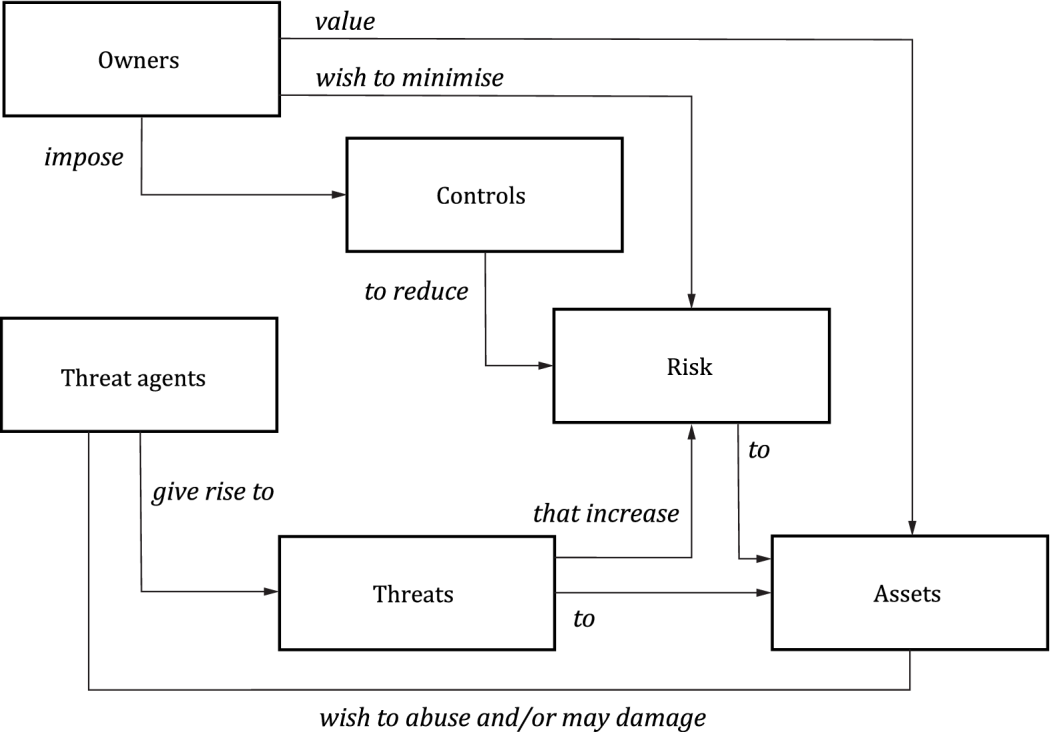 value
Owners
wish to minimise
impose
Controls
to reduce
Risk
Threat agents
to
give rise to
that increase
Threats
Assets
to
wish to abuse and/or may damage